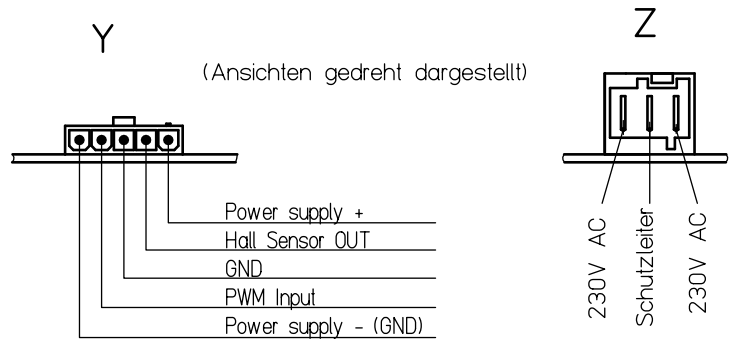 Y
Z
(Ansichten gedreht dargestellt)
Power supply +
Hall Sensor OUT
GND
PWM Input
Power supply - (GND)
230V AC
Schutzleiter
230V AC